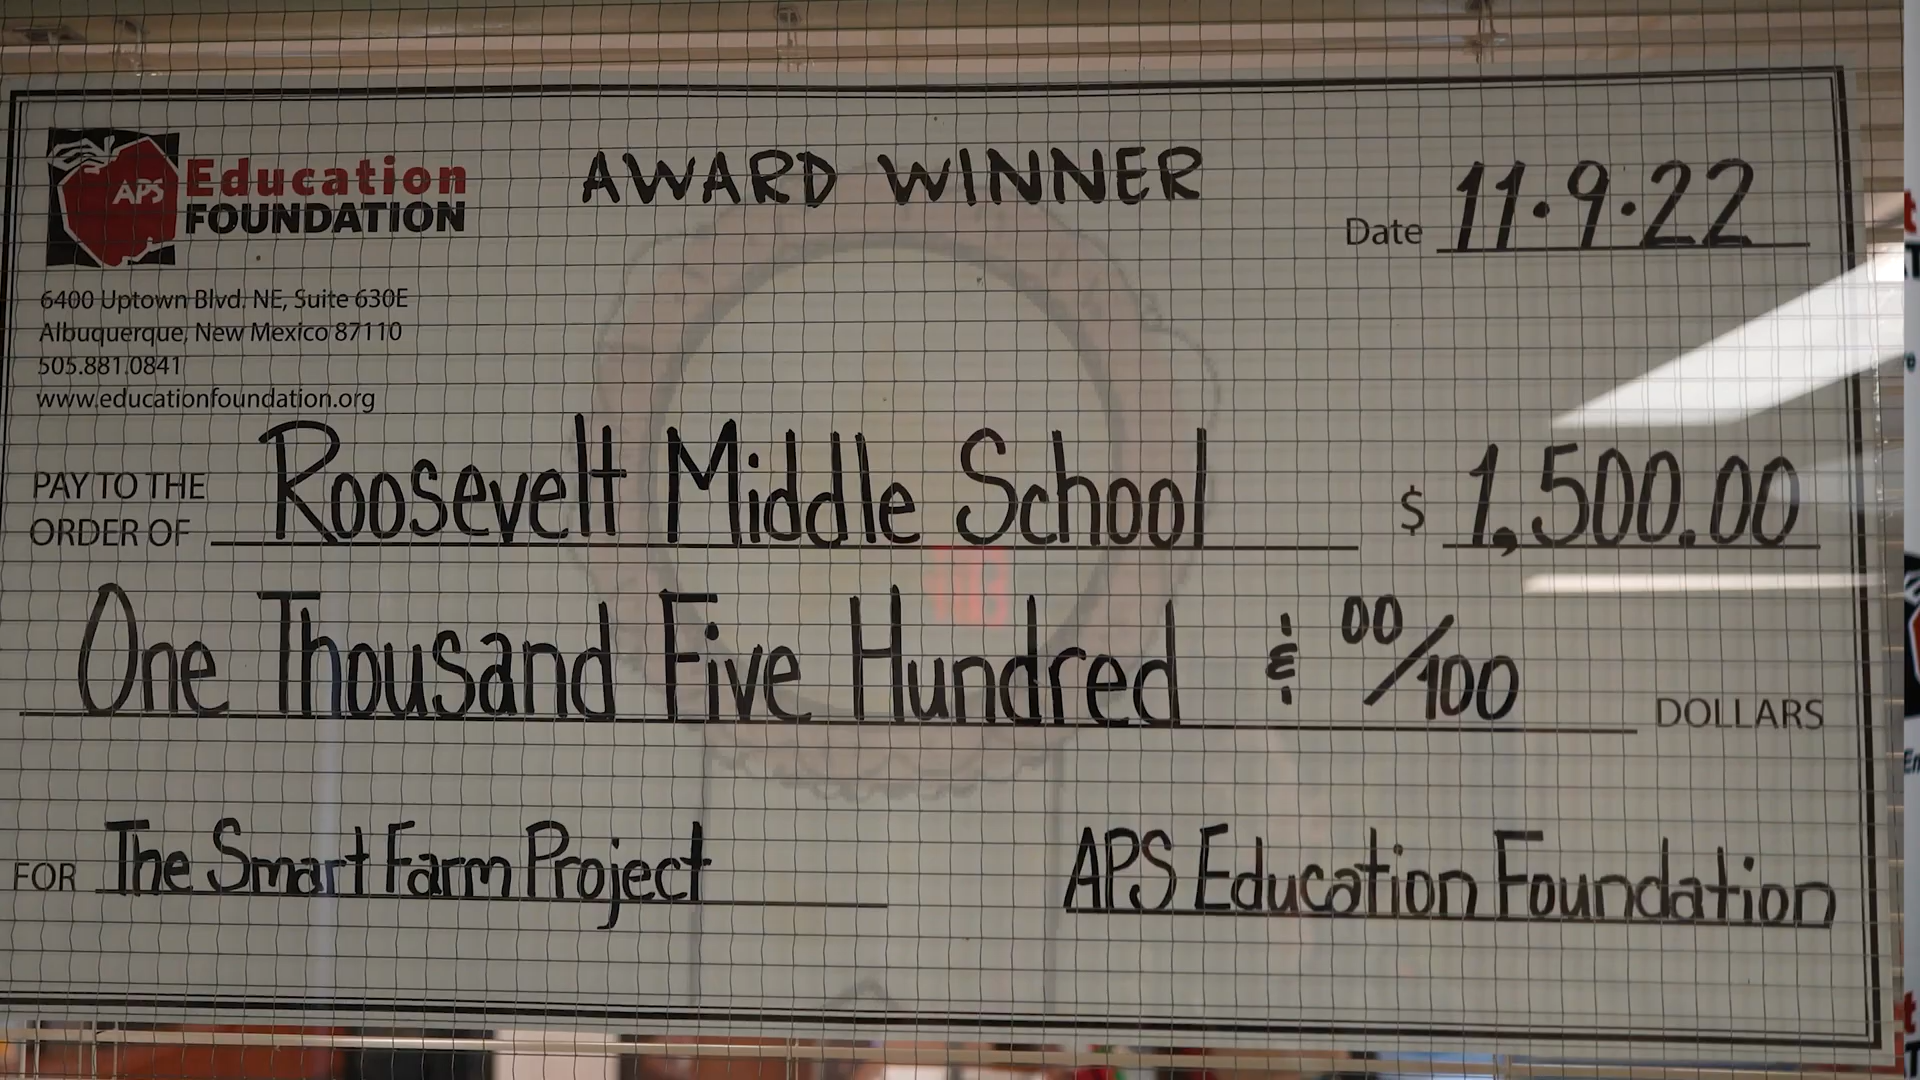 APS Education
FOUNDATION
AWARD WINNER
Date 11.9.22
6400 Uptown Blvd. NE, Suite 630E
Albuquerque, New Mexico 87110
505.881.0841
www.educationfoundation.org
PAY TO THE
ORDER OF Roosevelt Middle School $ 1,500.00
One Thousand Five Hundred & 00/100 DOLLARS
FOR The Smart Farm Project
APS Education Foundation